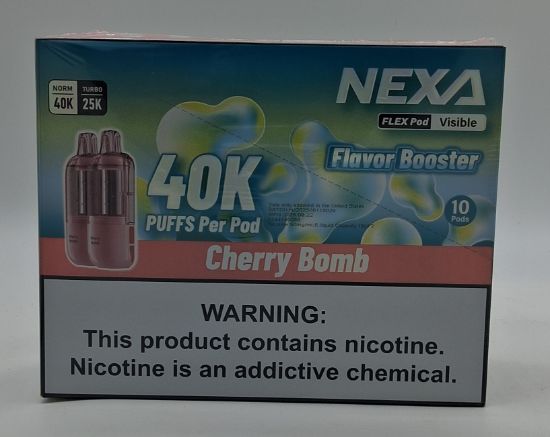 NORM
40K
TURBO
25K
NEXA
FLEX Pod Visible
Flavor Booster
40K
PUFFS Per Pod
10
Pods
Cherry Bomb
WARNING:
This product contains nicotine.
Nicotine is an addictive chemical.